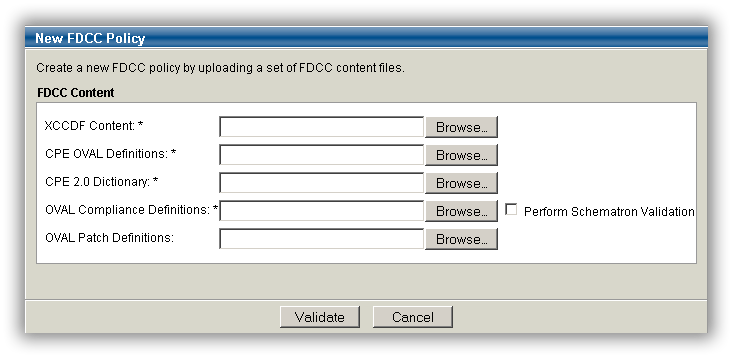 New FDCC Policy
Create a new FDCC policy by uploading a set of FDCC content files.
FDCC Content
XCCDF Content: * Browse...
CPE OVAL Definitions: * Browse...
CPE 2.0 Dictionary: * Browse...
OVAL Compliance Definitions: * Browse... Perform Schematron Validation
OVAL Patch Definitions: Browse...
Validate Cancel